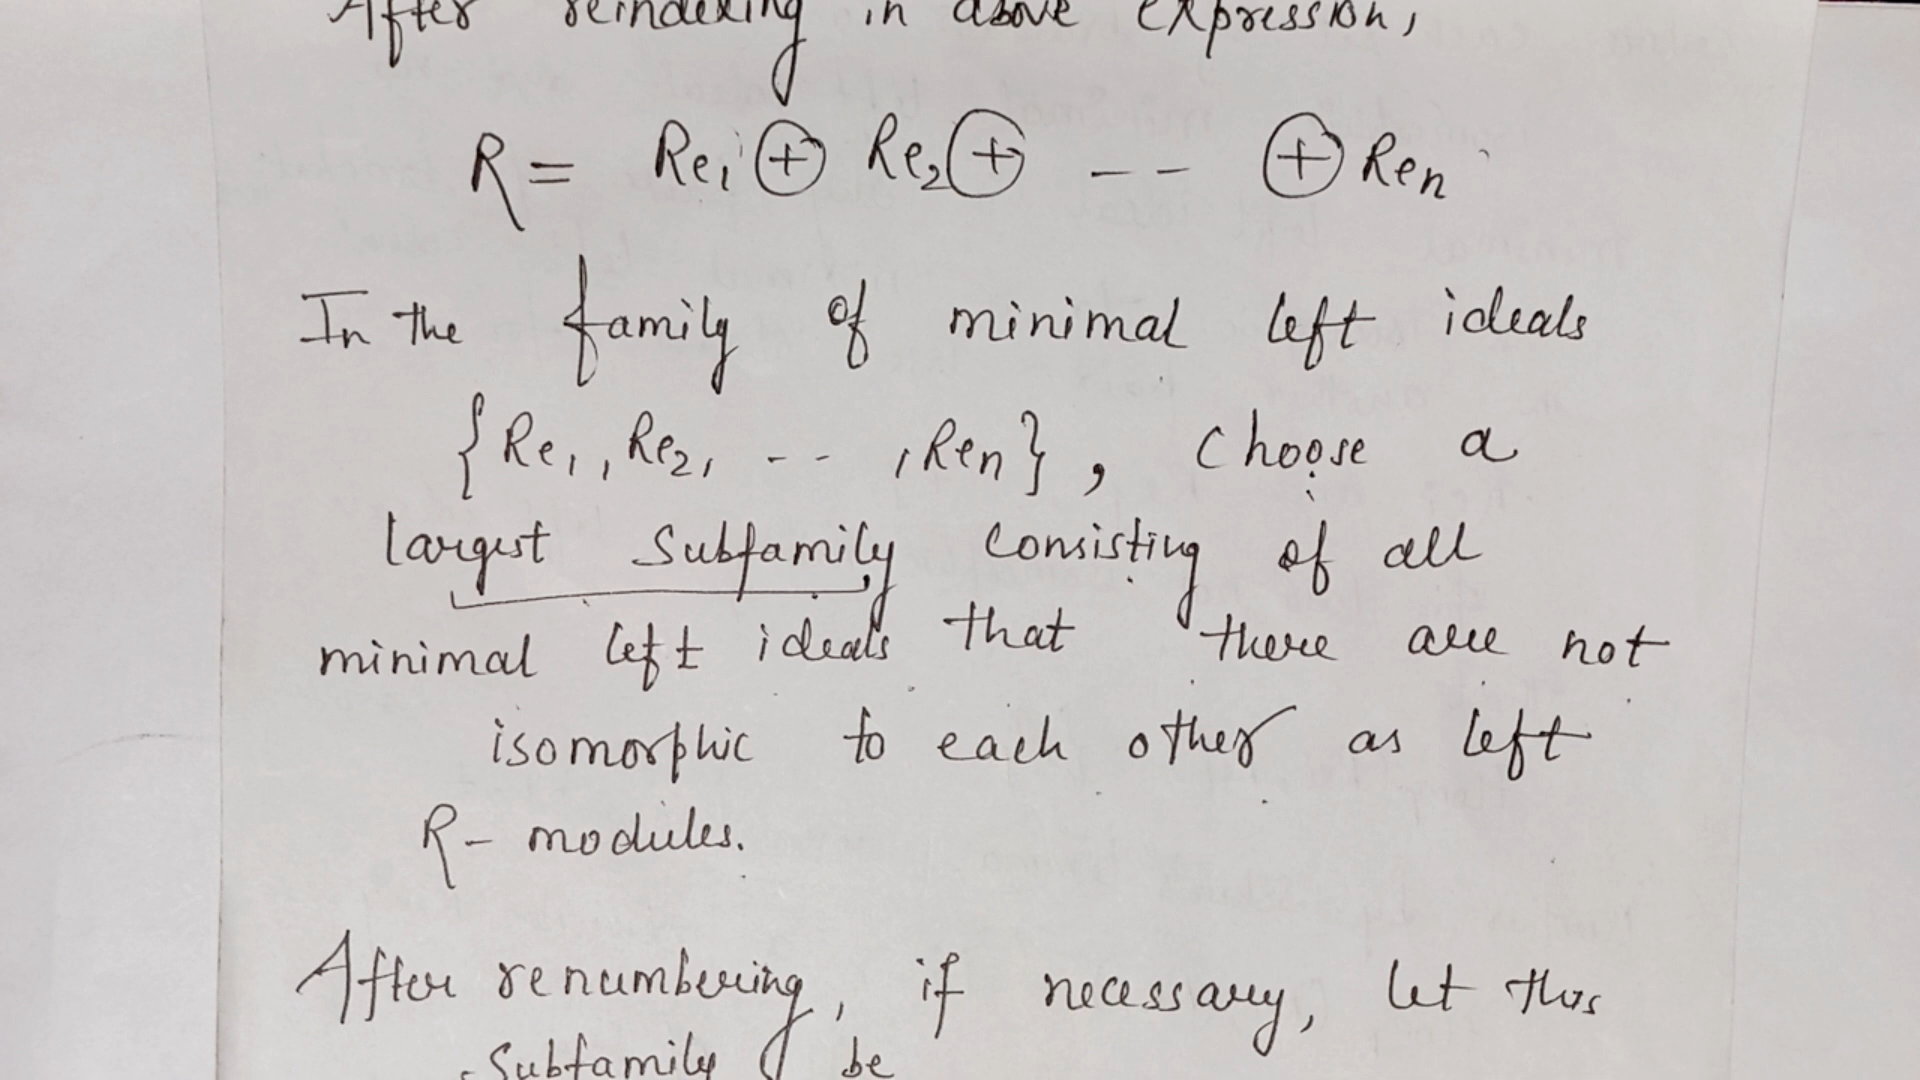 After reindexing in above expression,
R = Re₁ ⊕ Re₂ ⊕ -- ⊕ Ren
In the family of minimal left ideals
{Re₁, Re₂, -- , Ren}, choose a
largest subfamily consisting of all
minimal left ideals that there are not
isomorphic to each other as left
R- modules.
After renumbering, if necessary, let this
subfamily be